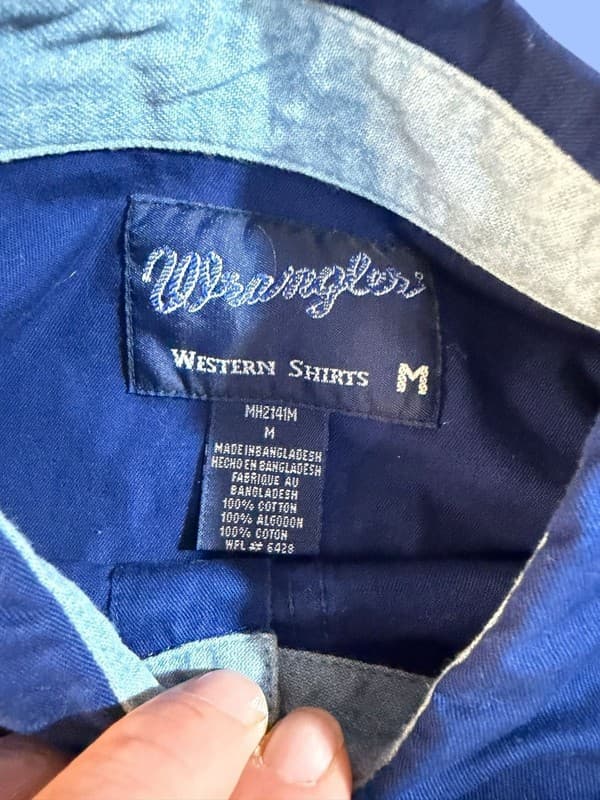 Wrangler
WESTERN SHIRTS M
MH2141M
M
MADE IN BANGLADESH
HECHO EN BANGLADESH
FABRIQUE AU
BANGLADESH
100% COTTON
100% ALGODON
100% COTON
WPL # 6428